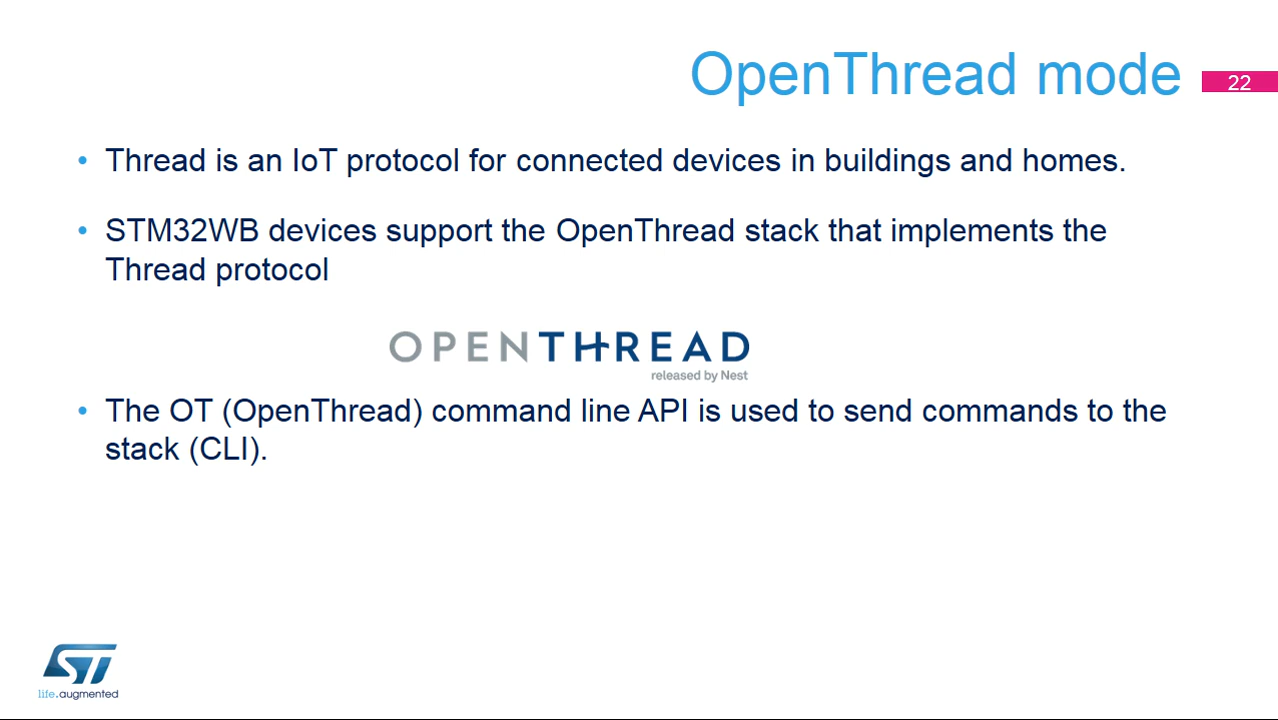 OpenThread mode
22
• Thread is an IoT protocol for connected devices in buildings and homes.
• STM32WB devices support the OpenThread stack that implements the
Thread protocol
OPENTHREAD
released by Nest
• The OT (OpenThread) command line API is used to send commands to the
stack (CLI).
ST
life.augmented